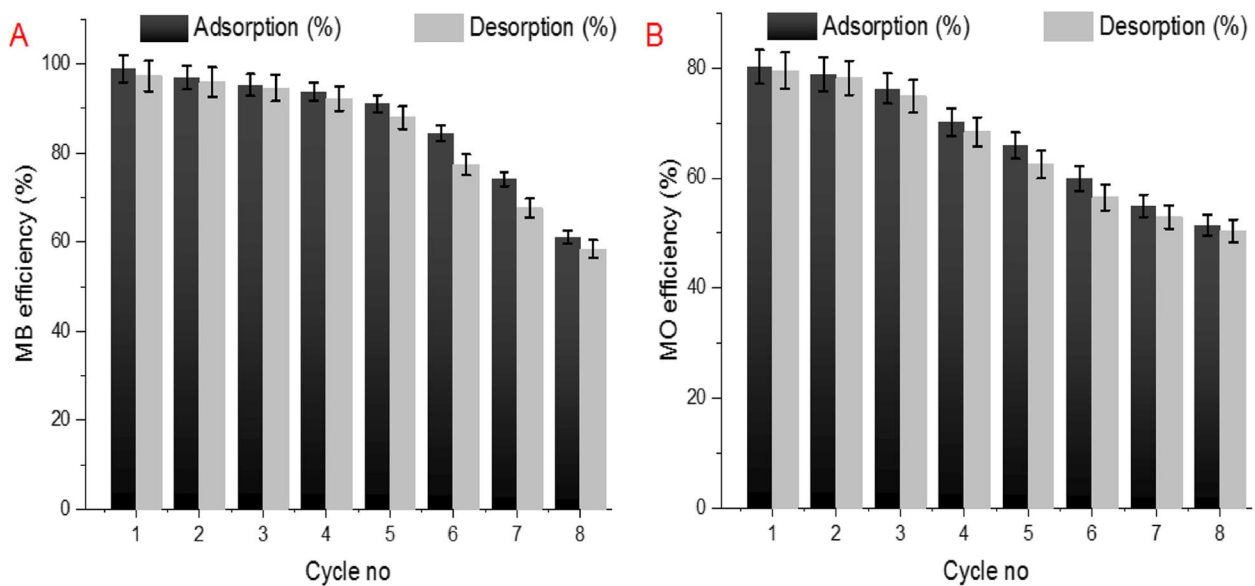 A
Adsorption (%)
Desorption (%)
MB efficiency (%)
100
80
60
40
20
0
1 2 3 4 5 6 7 8
Cycle no
B
Adsorption (%)
Desorption (%)
MO efficiency (%)
80
60
40
20
0
1 2 3 4 5 6 7 8
Cycle no